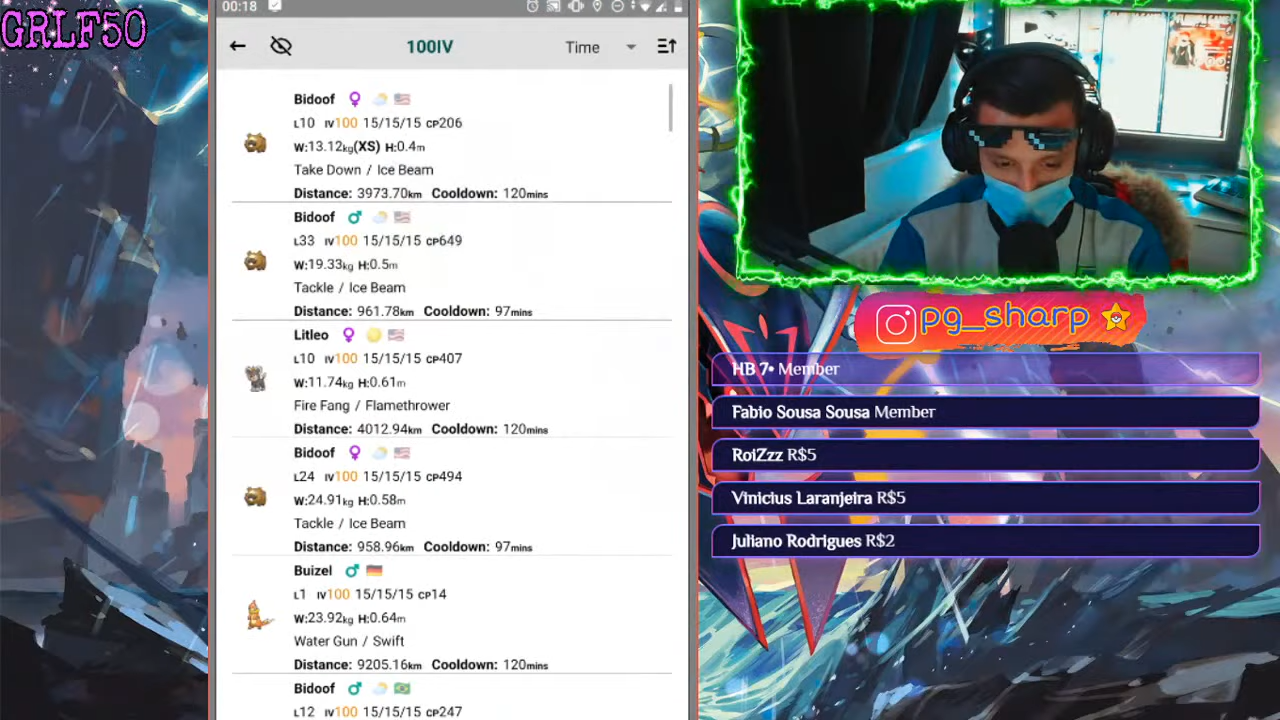 GRLF50
00:18
100IV
Time
Bidoof
L10 IV100 15/15/15 CP206
W:13.12kg(XS) H:0.4m
Take Down / Ice Beam
Distance: 3973.70km Cooldown: 120mins
Bidoof
L33 IV100 15/15/15 CP649
W:19.33kg H:0.5m
Tackle / Ice Beam
Distance: 961.78km Cooldown: 97mins
Litleo
L10 IV100 15/15/15 CP407
W:11.74kg H:0.61m
Fire Fang / Flamethrower
Distance: 4012.94km Cooldown: 120mins
Bidoof
L24 IV100 15/15/15 CP494
W:24.91kg H:0.58m
Tackle / Ice Beam
Distance: 958.96km Cooldown: 97mins
Buizel
L1 IV100 15/15/15 CP14
W:23.92kg H:0.64m
Water Gun / Swift
Distance: 9205.16km Cooldown: 120mins
Bidoof
L12 IV100 15/15/15 CP247
pg_sharp
HB 7• Member
Fabio Sousa Sousa Member
RoiZzz R$5
Vinicius Laranjeira R$5
Juliano Rodrigues R$2